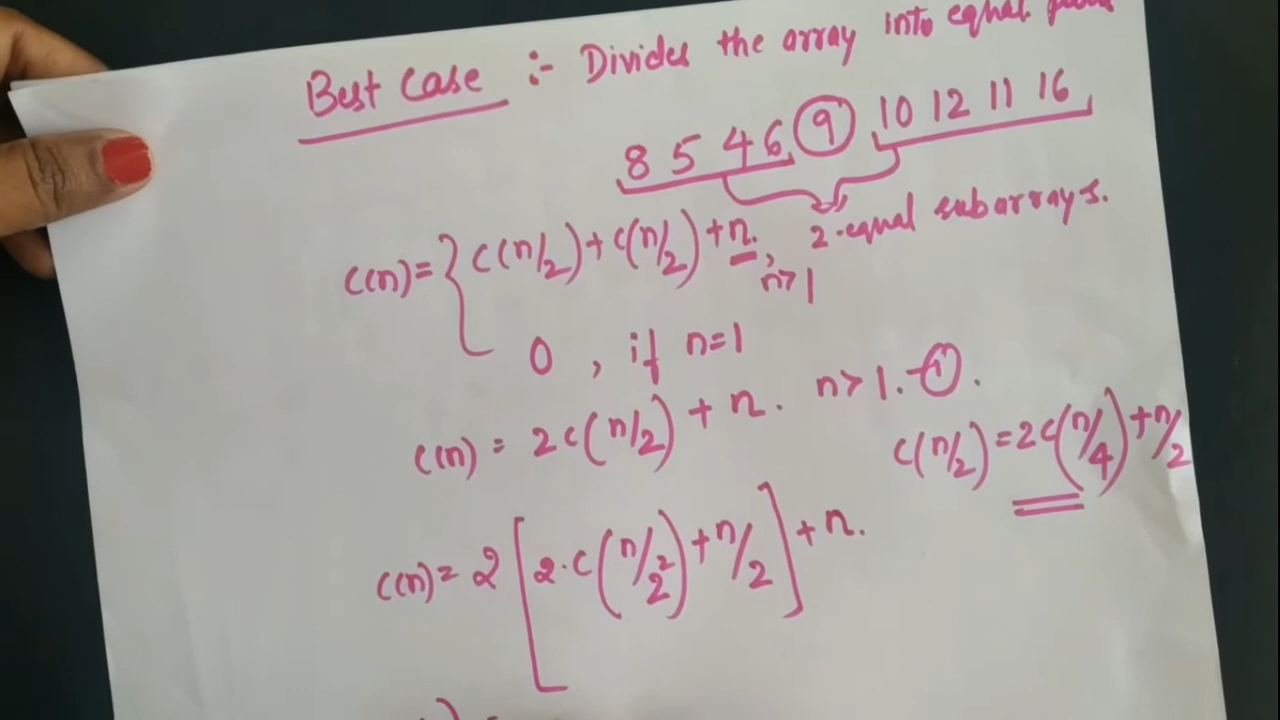 Best Case :- Divides the array into equal
8 5 4 6 9 10 12 11 16
2-equal subarrays.
C(n) = { C(n/2) + C(n/2) + n, n>1
0 , if n=1
C(n) = 2C(n/2) + n. n>1. -①.
C(n/2) = 2C(n/4) + n/2
C(n) = 2[2.C(n/2²) + n/2] + n.